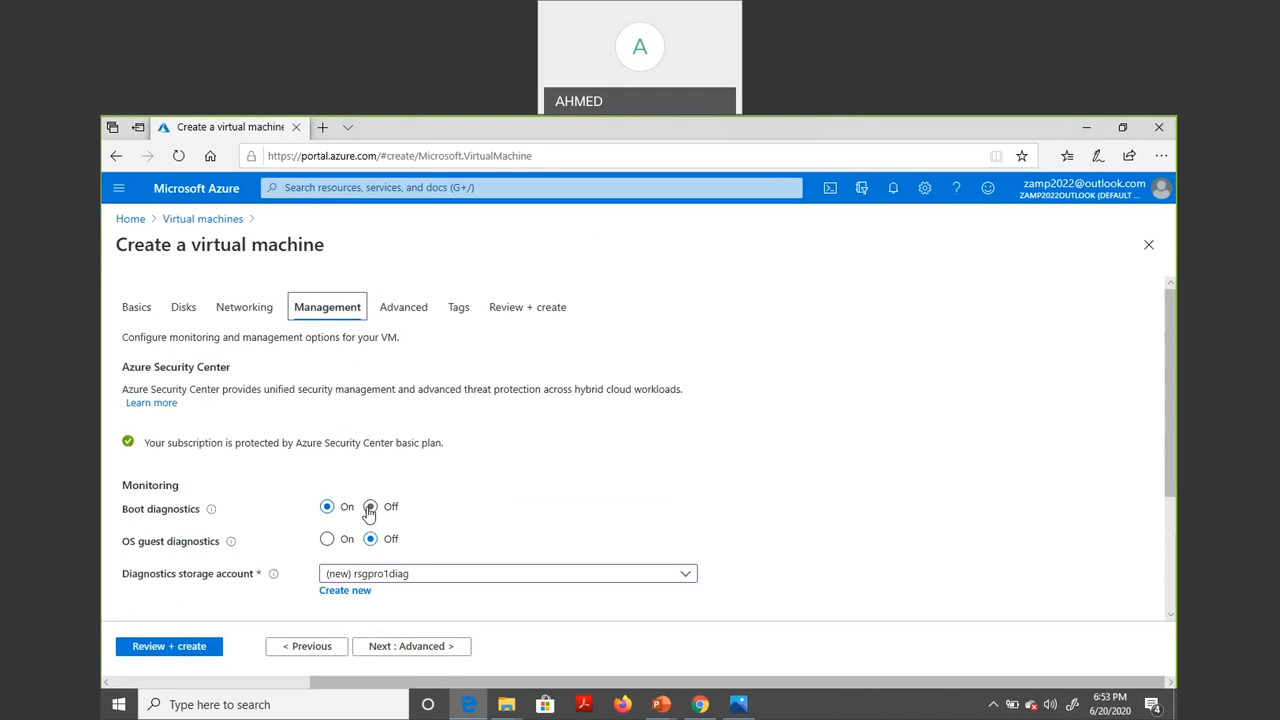 A
AHMED
Create a virtual machine
https://portal.azure.com/#create/Microsoft.VirtualMachine
Microsoft Azure
Search resources, services, and docs (G+/)
zamp2022@outlook.com
ZAMP2022OUTLOOK (DEFAULT ...
Home > Virtual machines >
Create a virtual machine
Basics Disks Networking Management Advanced Tags Review + create
Configure monitoring and management options for your VM.
Azure Security Center
Azure Security Center provides unified security management and advanced threat protection across hybrid cloud workloads.
Learn more
Your subscription is protected by Azure Security Center basic plan.
Monitoring
Boot diagnostics On Off
OS guest diagnostics On Off
Diagnostics storage account * (new) rsgpro1diag
Create new
Review + create < Previous Next : Advanced >
Type here to search
6:53 PM
6/20/2020
4